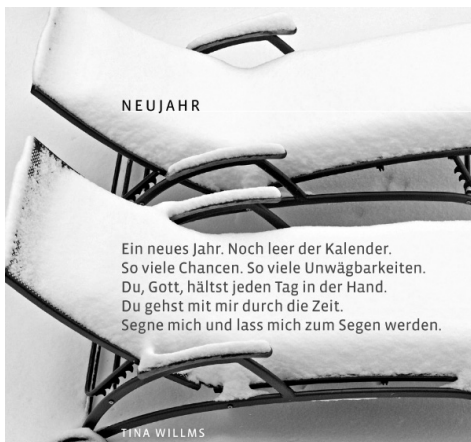 NEUJAHR
Ein neues Jahr. Noch leer der Kalender.
So viele Chancen. So viele Unwägbarkeiten.
Du, Gott, hältst jeden Tag in der Hand.
Du gehst mit mir durch die Zeit.
Segne mich und lass mich zum Segen werden.
TINA WILLMS